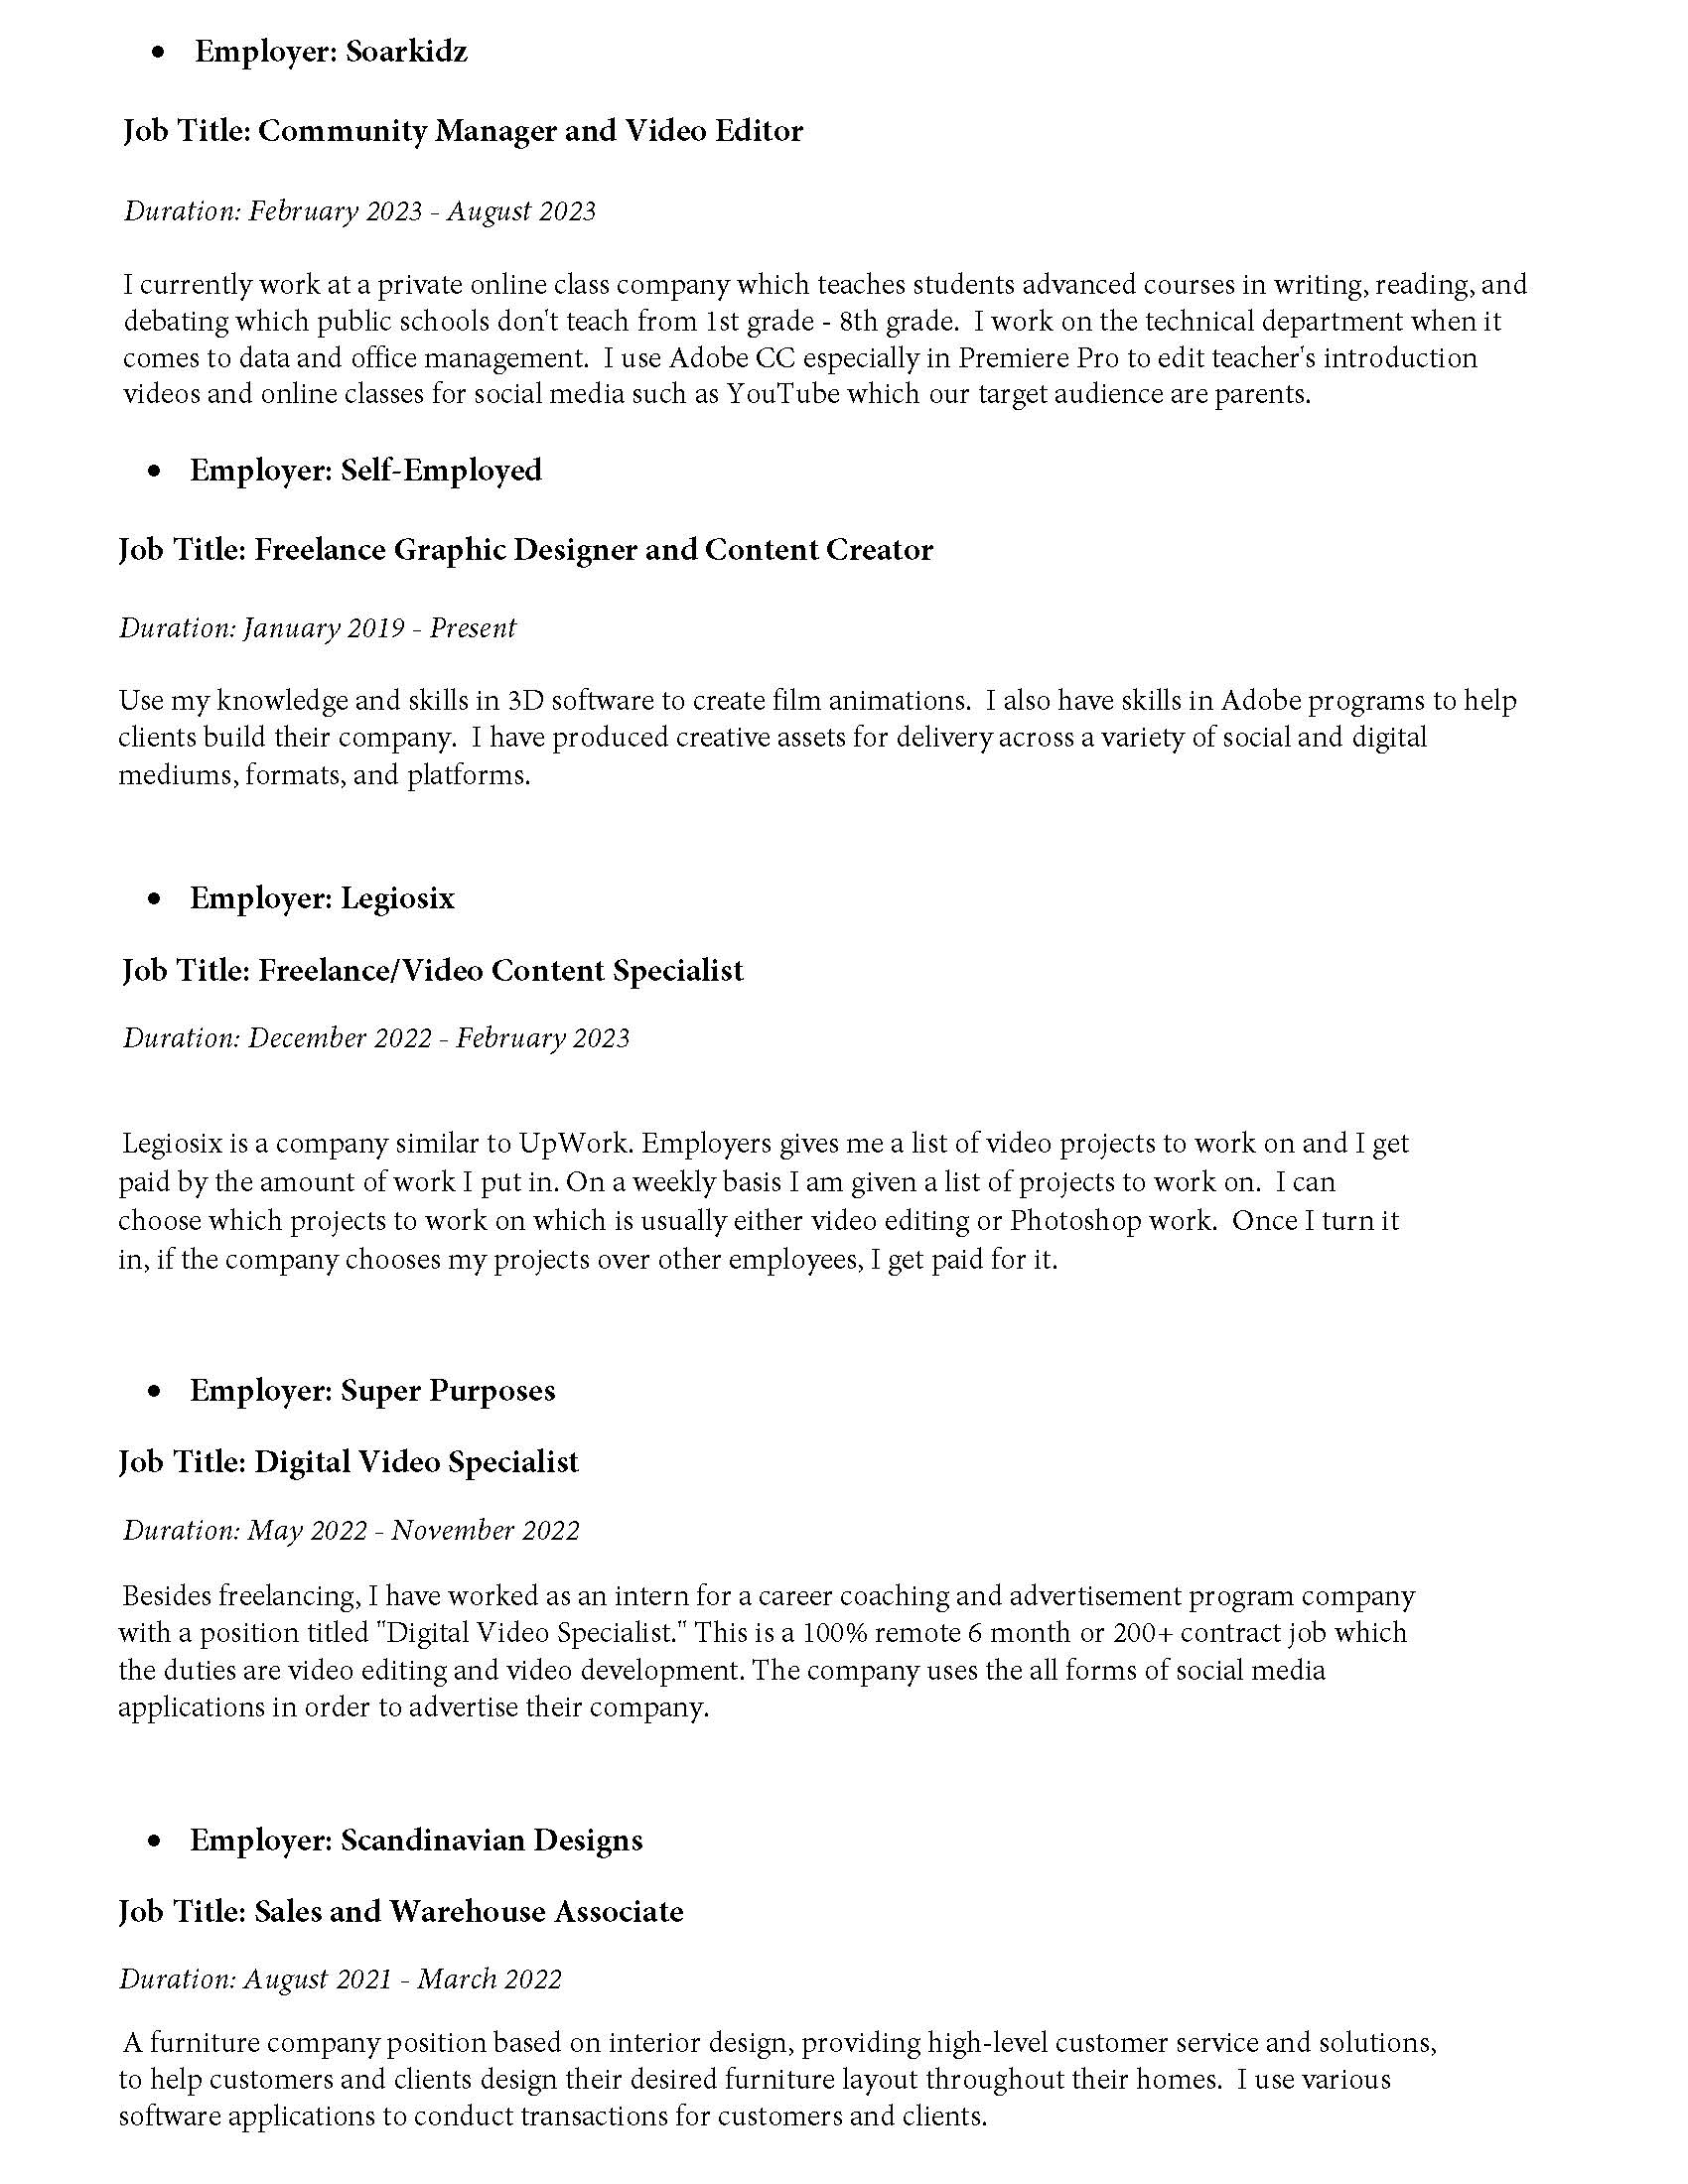 • Employer: Soarkidz
Job Title: Community Manager and Video Editor
Duration: February 2023 - August 2023
I currently work at a private online class company which teaches students advanced courses in writing, reading, and
debating which public schools don't teach from 1st grade - 8th grade.  I work on the technical department when it
comes to data and office management.  I use Adobe CC especially in Premiere Pro to edit teacher's introduction
videos and online classes for social media such as YouTube which our target audience are parents.
• Employer: Self-Employed
Job Title: Freelance Graphic Designer and Content Creator
Duration: January 2019 - Present
Use my knowledge and skills in 3D software to create film animations.  I also have skills in Adobe programs to help
clients build their company.  I have produced creative assets for delivery across a variety of social and digital
mediums, formats, and platforms.
• Employer: Legiosix
Job Title: Freelance/Video Content Specialist
Duration: December 2022 - February 2023
Legiosix is a company similar to UpWork. Employers gives me a list of video projects to work on and I get
paid by the amount of work I put in. On a weekly basis I am given a list of projects to work on.  I can
choose which projects to work on which is usually either video editing or Photoshop work.  Once I turn it
in, if the company chooses my projects over other employees, I get paid for it.
• Employer: Super Purposes
Job Title: Digital Video Specialist
Duration: May 2022 - November 2022
Besides freelancing, I have worked as an intern for a career coaching and advertisement program company
with a position titled "Digital Video Specialist." This is a 100% remote 6 month or 200+ contract job which
the duties are video editing and video development. The company uses the all forms of social media
applications in order to advertise their company.
• Employer: Scandinavian Designs
Job Title: Sales and Warehouse Associate
Duration: August 2021 - March 2022
A furniture company position based on interior design, providing high-level customer service and solutions,
to help customers and clients design their desired furniture layout throughout their homes.  I use various
software applications to conduct transactions for customers and clients.